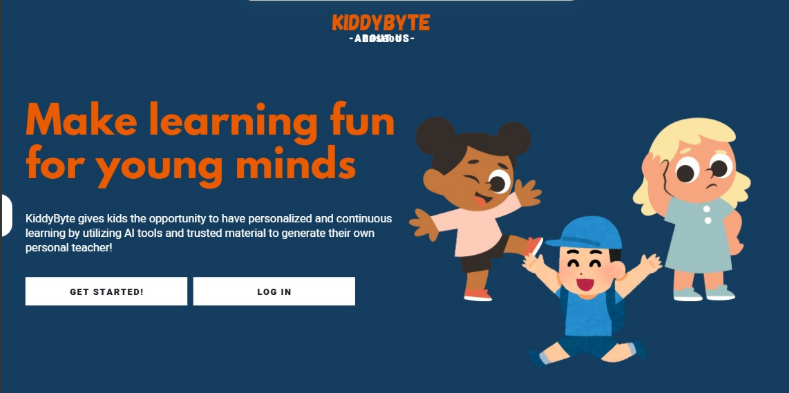 KIDDYBYTE
-ABOUT US-
Make learning fun
for young minds
KiddyByte gives kids the opportunity to have personalized and continuous
learning by utilizing AI tools and trusted material to generate their own
personal teacher!
GET STARTED! LOG IN